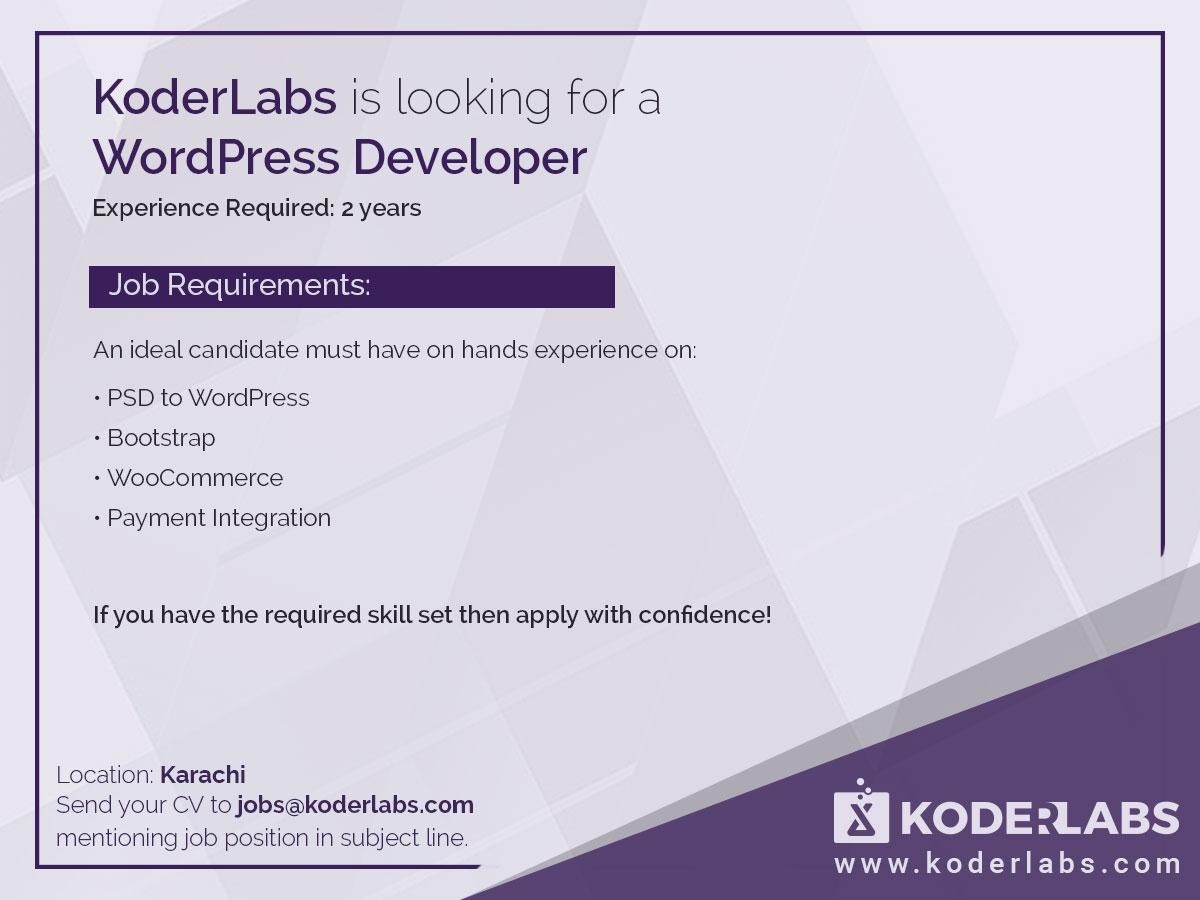 KoderLabs is looking for a
WordPress Developer
Experience Required: 2 years
Job Requirements:
An ideal candidate must have on hands experience on:
• PSD to WordPress
• Bootstrap
• WooCommerce
• Payment Integration
If you have the required skill set then apply with confidence!
Location: Karachi
Send your CV to jobs@koderlabs.com
mentioning job position in subject line.
KODERLABS
www.koderlabs.com